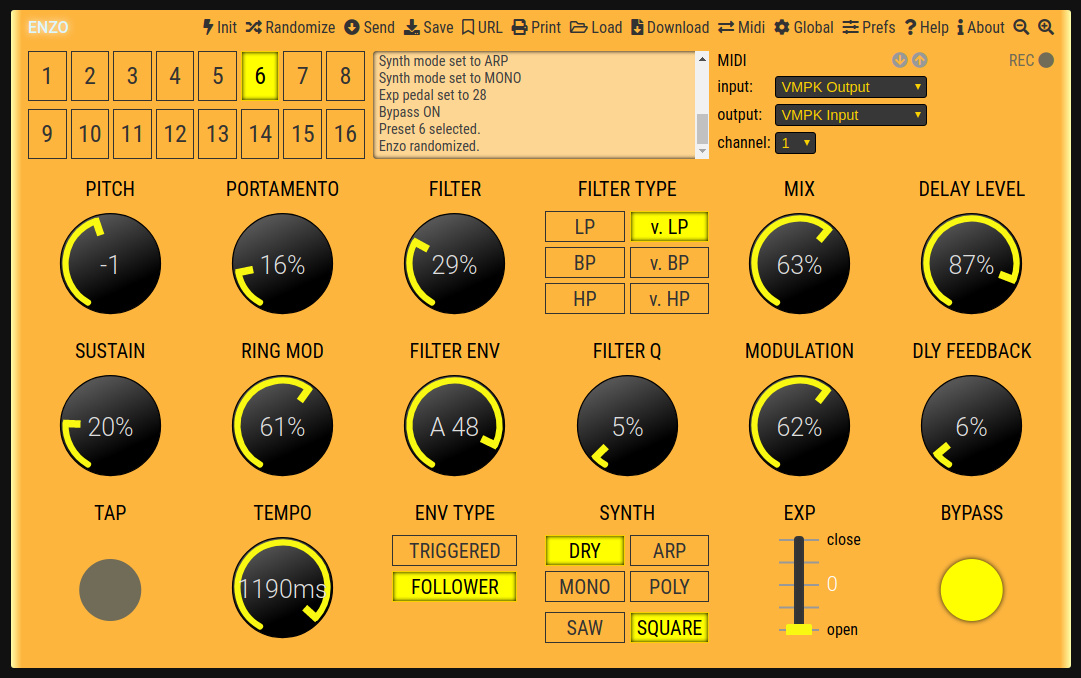 ENZO Init Randomize Send Save URL Print Load Download Midi Global Prefs Help About
1 2 3 4 5 6 7 8
9 10 11 12 13 14 15 16
Synth mode set to ARP
Synth mode set to MONO
Exp pedal set to 28
Bypass ON
Preset 6 selected.
Enzo randomized.
MIDI REC
input: VMPK Output
output: VMPK Input
channel: 1
PITCH PORTAMENTO FILTER FILTER TYPE MIX DELAY LEVEL
-1 16% 29% 63% 87%
LP v. LP
BP v. BP
HP v. HP
SUSTAIN RING MOD FILTER ENV FILTER Q MODULATION DLY FEEDBACK
20% 61% A 48 5% 62% 6%
TAP TEMPO ENV TYPE SYNTH EXP BYPASS
1190ms
TRIGGERED
FOLLOWER
DRY ARP
MONO POLY
SAW SQUARE
close
0
open